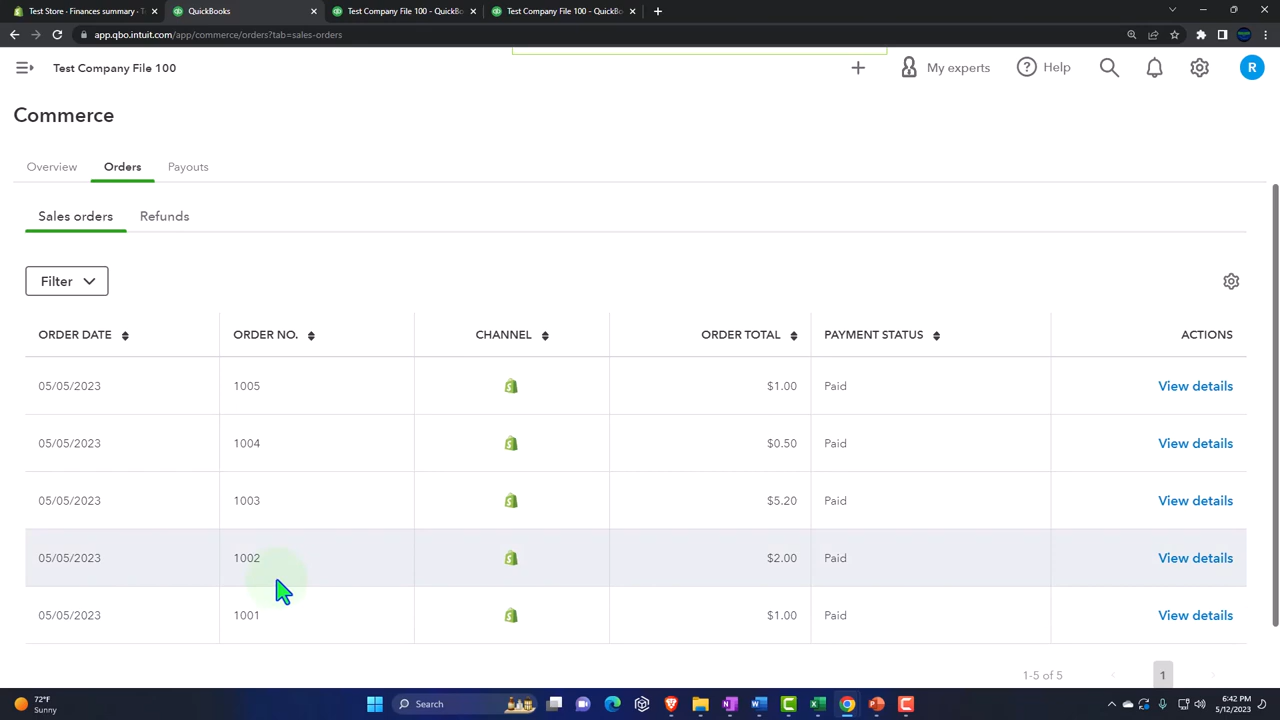 Test Store - Finances summary - T
QuickBooks
Test Company File 100 - QuickBo
Test Company File 100 - QuickBo
app.qbo.intuit.com/app/commerce/orders?tab=sales-orders
Test Company File 100
My experts
Help
R
Commerce
Overview
Orders
Payouts
Sales orders
Refunds
Filter
ORDER DATE ORDER NO. CHANNEL ORDER TOTAL PAYMENT STATUS ACTIONS
05/05/2023 1005 $1.00 Paid View details
05/05/2023 1004 $0.50 Paid View details
05/05/2023 1003 $5.20 Paid View details
05/05/2023 1002 $2.00 Paid View details
05/05/2023 1001 $1.00 Paid View details
1-5 of 5 1
72°F
Sunny
Search
6:42 PM
5/12/2023